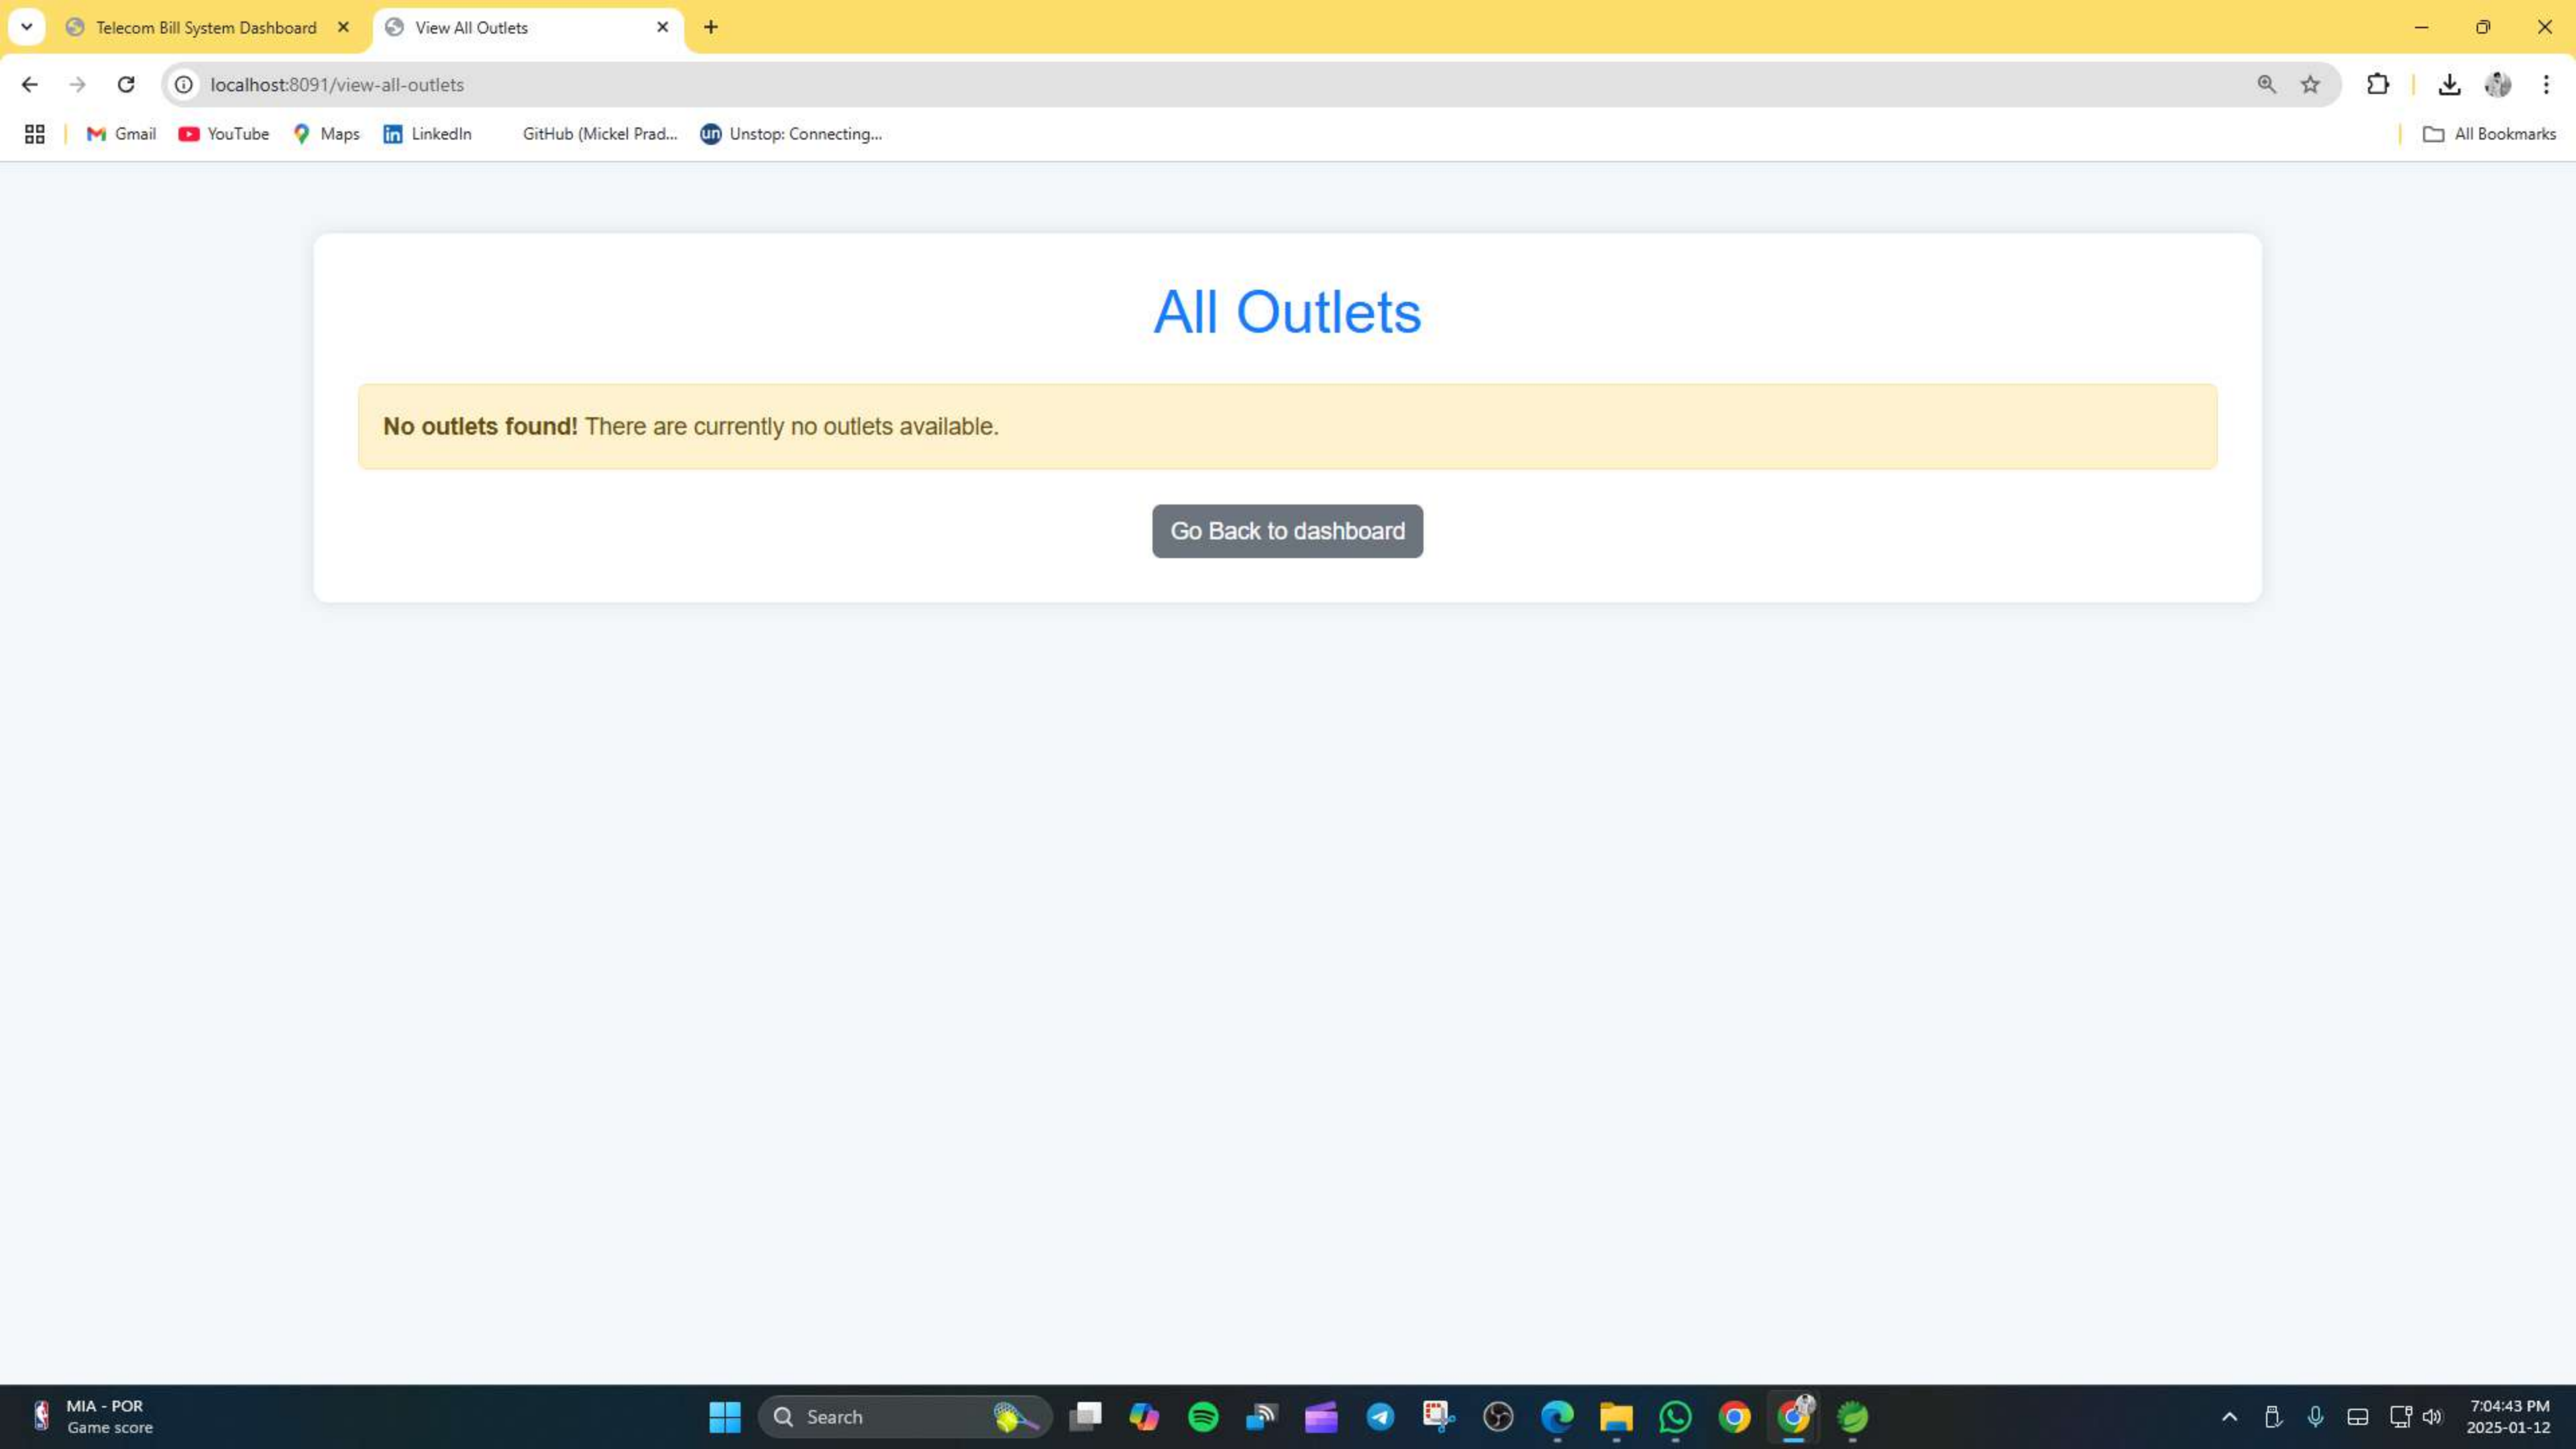 Telecom Bill System Dashboard
View All Outlets
localhost:8091/view-all-outlets
Gmail
YouTube
Maps
in LinkedIn
GitHub (Mickel Prad...
un Unstop: Connecting...
All Bookmarks
All Outlets
No outlets found! There are currently no outlets available.
Go Back to dashboard
MIA - POR
Game score
Search
7:04:43 PM
2025-01-12